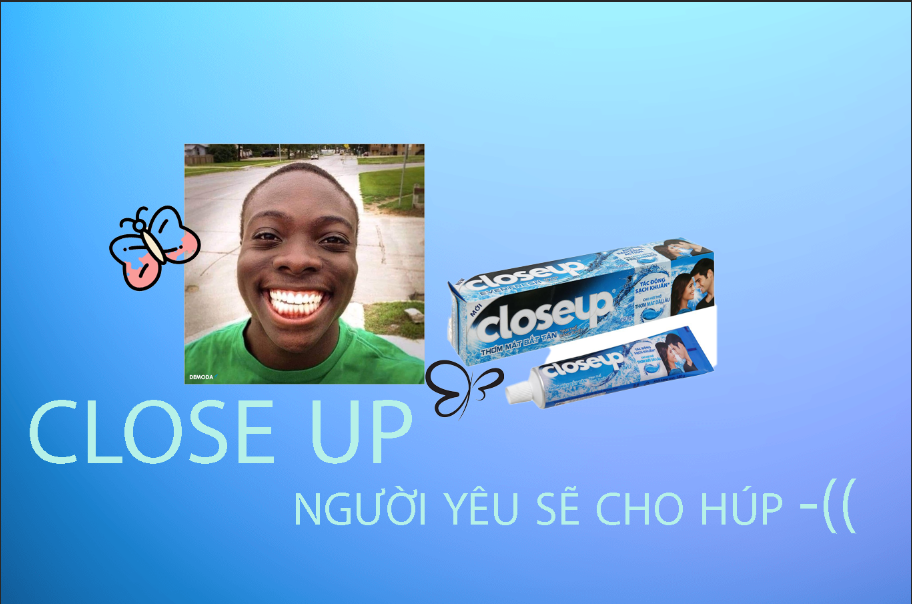 DEMODA
closeup
MỚI
closeup
TÁC ĐỘNG
SẠCH KHUẨN*
THƠM MÁT BẤT TẬN
closeup
CLOSE UP
NGƯỜI YÊU SẼ CHO HÚP -((